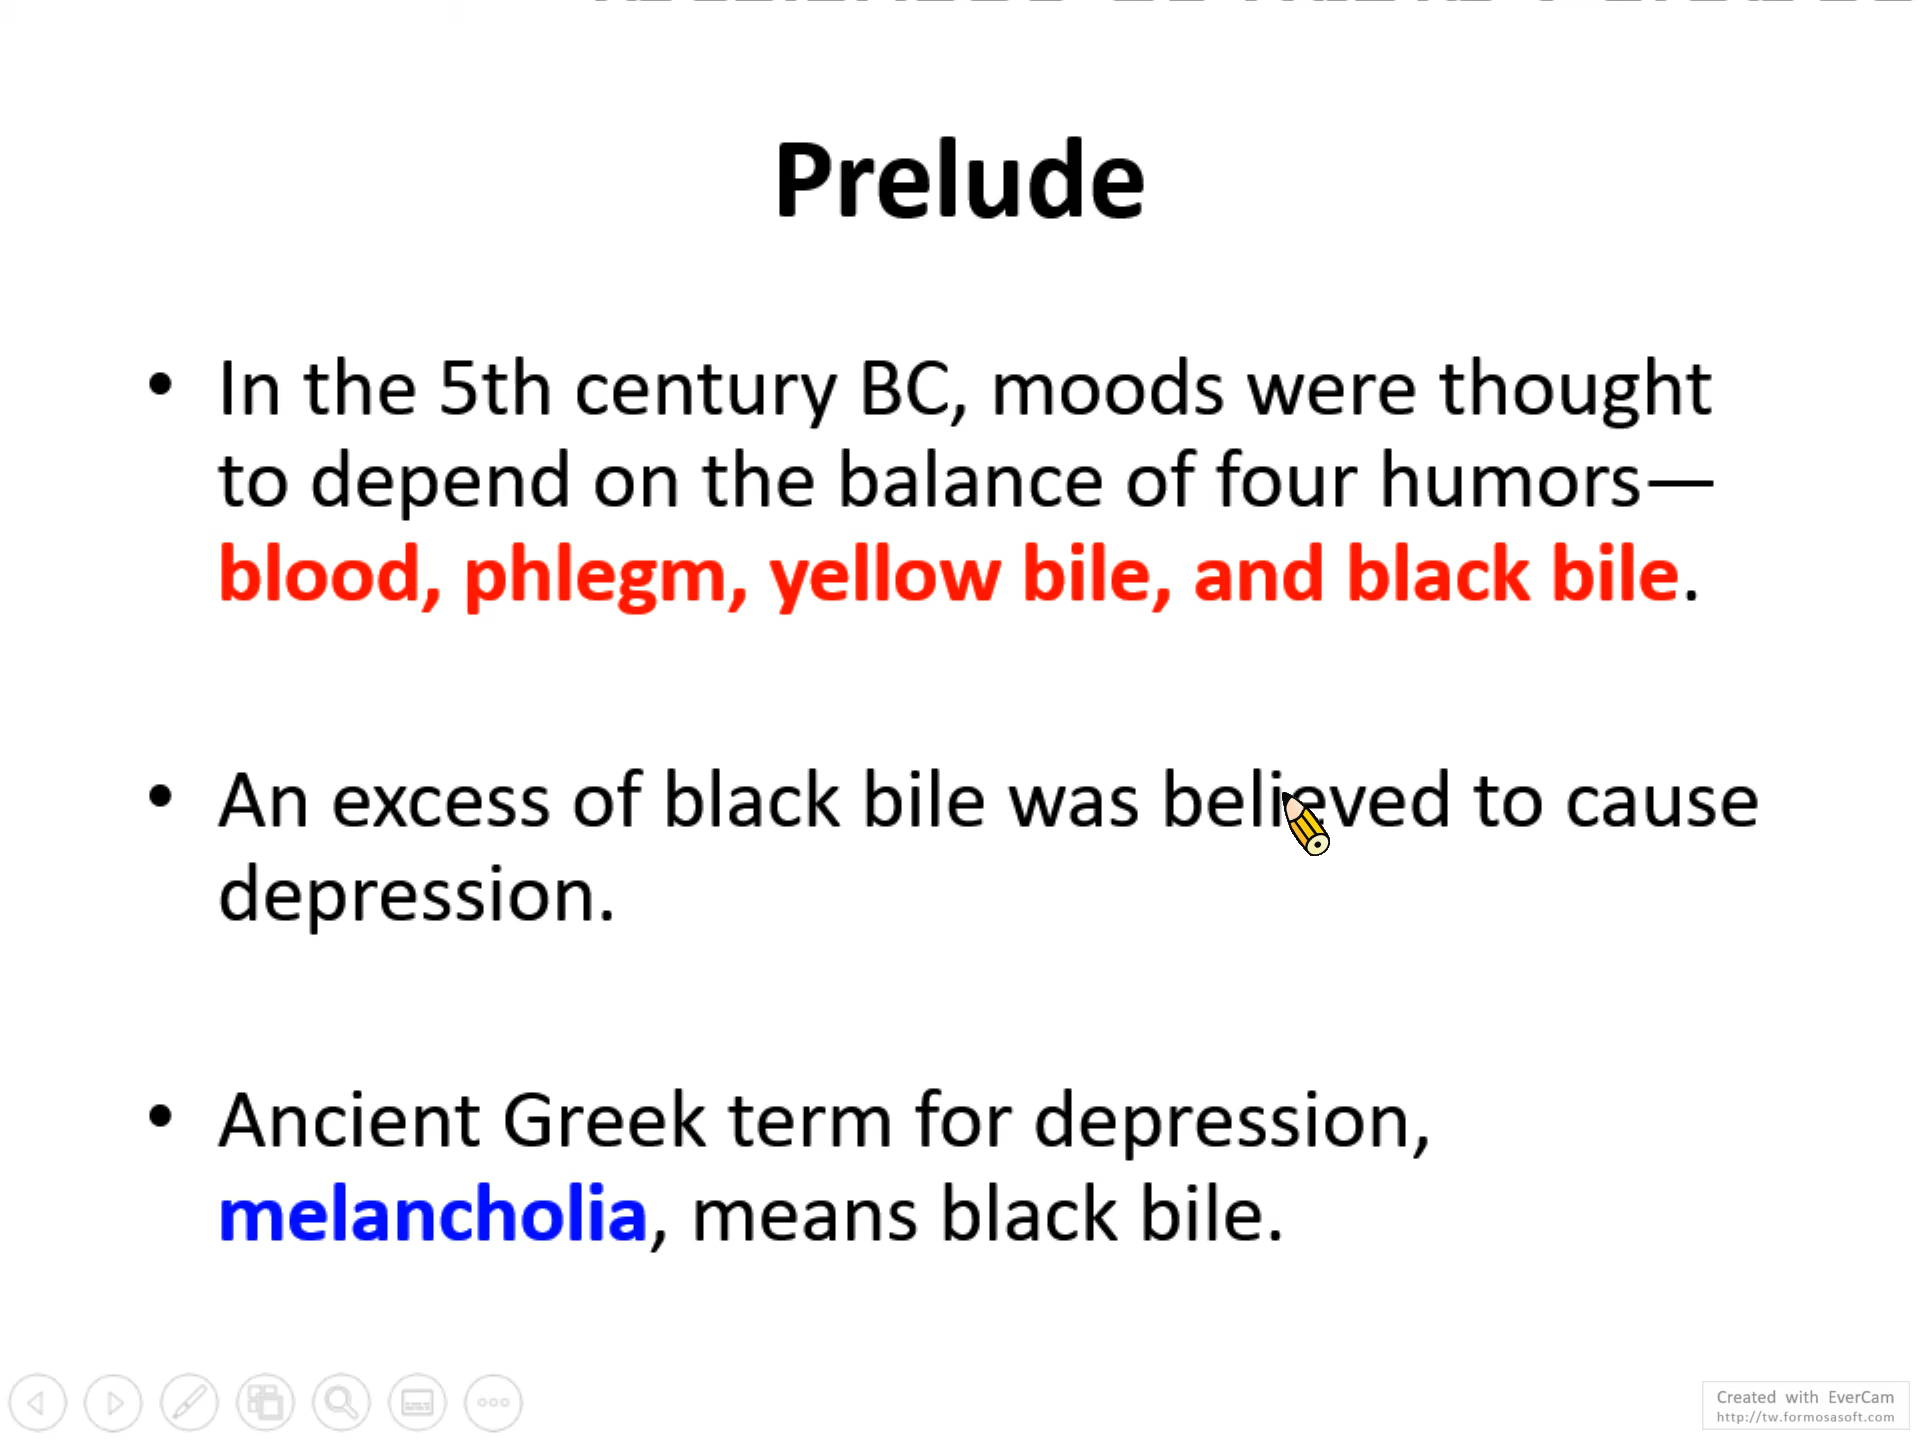 Prelude
• In the 5th century BC, moods were thought
to depend on the balance of four humors—
blood, phlegm, yellow bile, and black bile.
• An excess of black bile was believed to cause
depression.
• Ancient Greek term for depression,
melancholia, means black bile.
Created with EverCam
http://tw.formosasoft.com